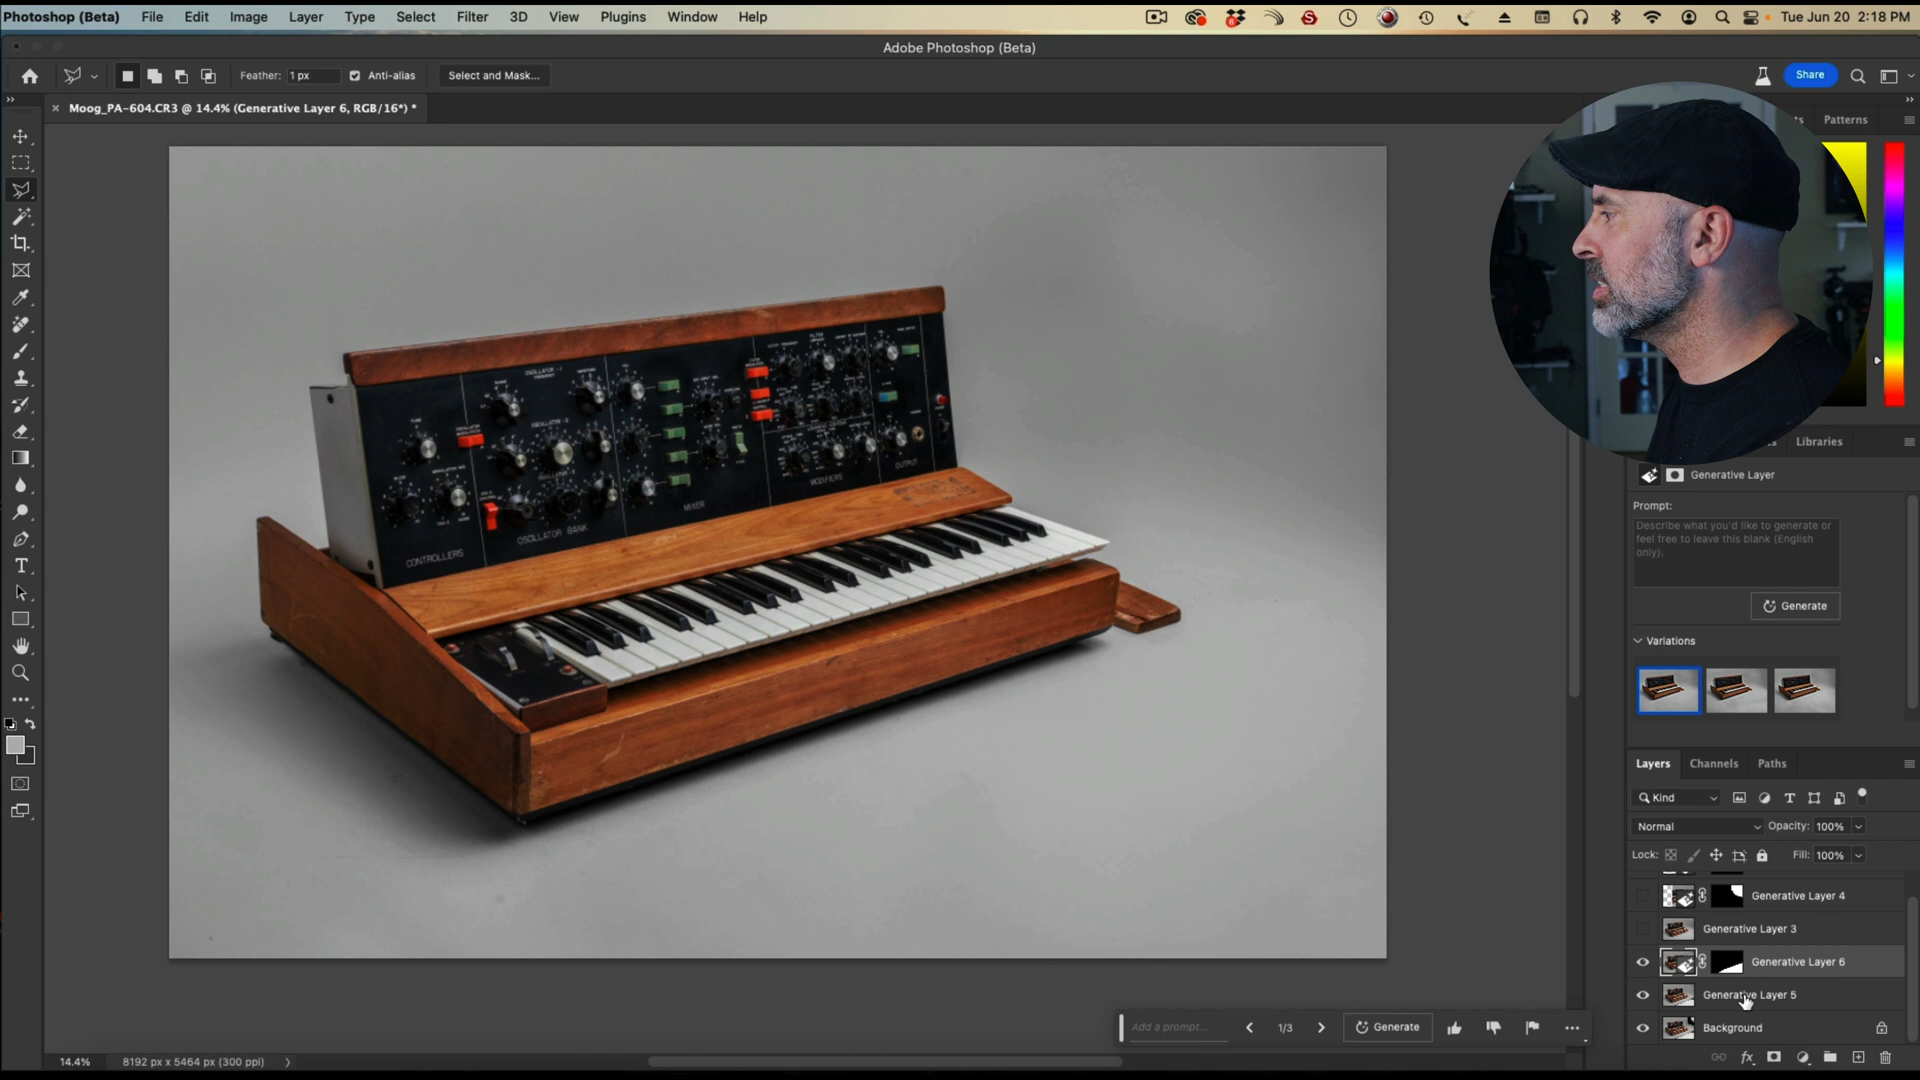 Photoshop (Beta) File Edit Image Layer Type Select Filter 3D View Plugins Window Help
Tue Jun 20 2:18 PM
Adobe Photoshop (Beta)
Feather: 1 px Anti-alias Select and Mask... Share
Moog_PA-604.CR3 @ 14.4% (Generative Layer 6, RGB/16*) *
Patterns
Libraries
Generative Layer
Prompt:
Describe what you'd like to generate or
feel free to leave this blank (English
only).
Generate
Variations
CONTROLLERS
OSCILLATOR BANK
MIXER
MODIFIERS
OUTPUT
Layers Channels Paths
Kind
Normal Opacity: 100%
Lock: Fill: 100%
Generative Layer 4
Generative Layer 3
Generative Layer 6
Generative Layer 5
Background
Add a prompt... 1/3 Generate
14.4% 8192 px x 5464 px (300 ppi)